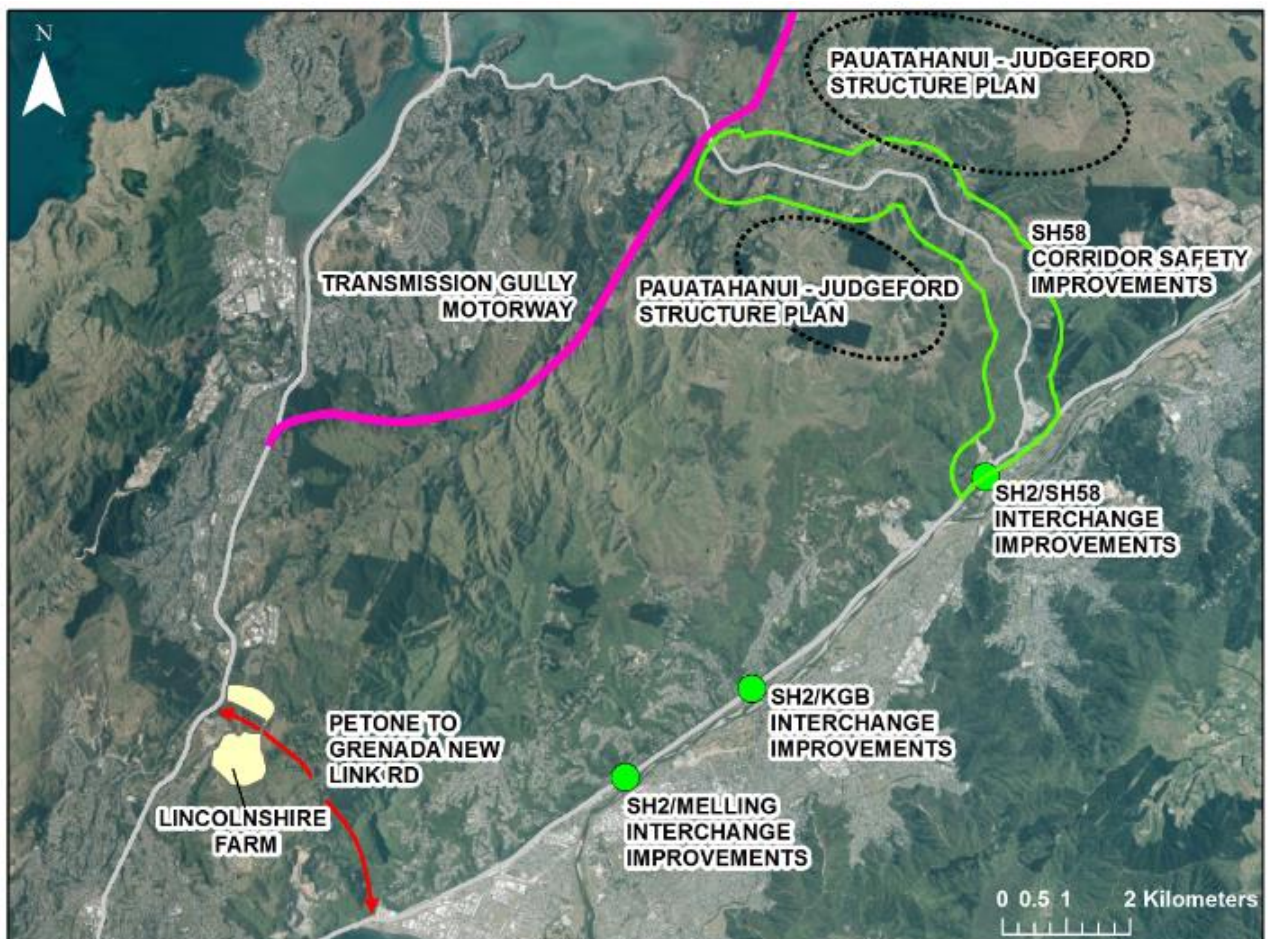 N
PAUATAHANUI - JUDGEFORD
STRUCTURE PLAN
SH58
CORRIDOR SAFETY
IMPROVEMENTS
TRANSMISSION GULLY
MOTORWAY
PAUATAHANUI - JUDGEFORD
STRUCTURE PLAN
SH2/SH58
INTERCHANGE
IMPROVEMENTS
PETONE TO
GRENADA NEW
LINK RD
SH2/KGB
INTERCHANGE
IMPROVEMENTS
LINCOLNSHIRE
FARM
SH2/MELLING
INTERCHANGE
IMPROVEMENTS
0 0.5 1 2 Kilometers